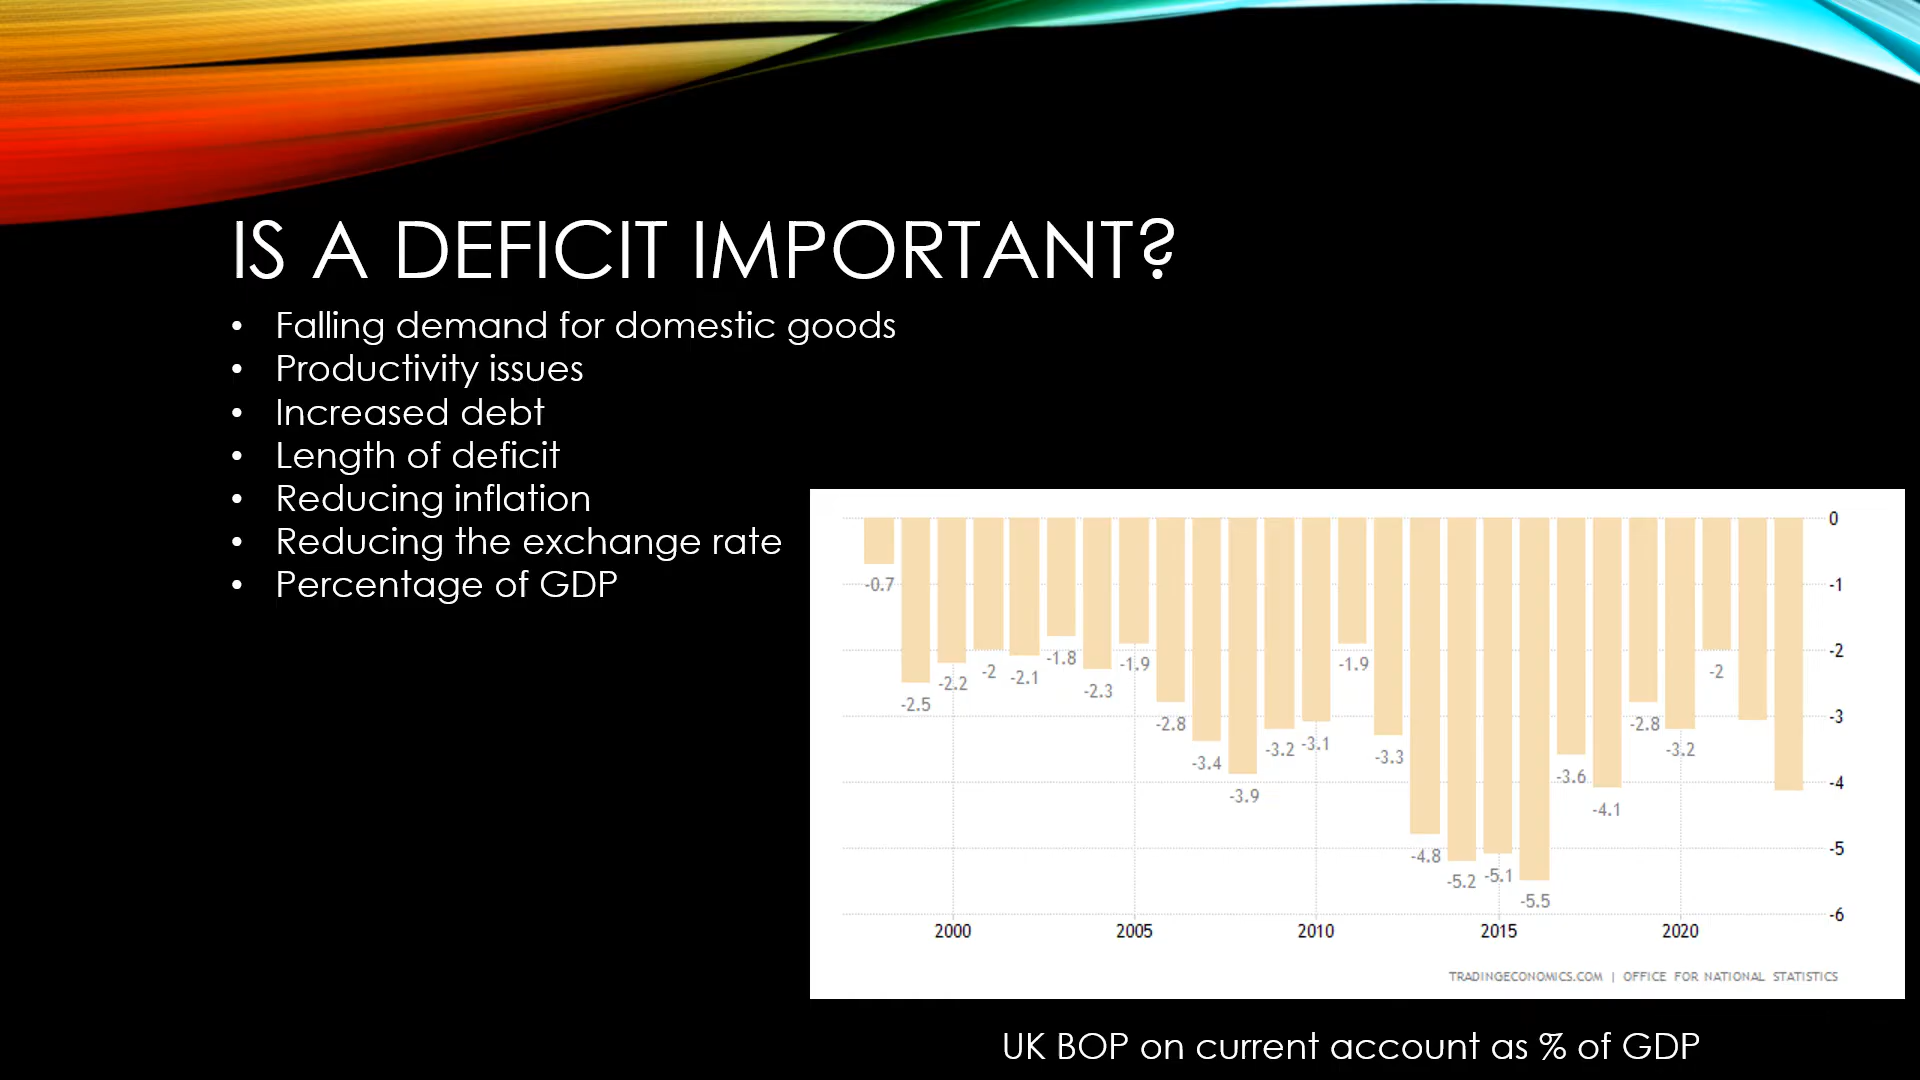 IS A DEFICIT IMPORTANT?
• Falling demand for domestic goods
• Productivity issues
• Increased debt
• Length of deficit
• Reducing inflation
• Reducing the exchange rate
• Percentage of GDP
0
-1
-2
-3
-4
-5
-6
-0.7
-2.5
-2.2
-2
-2.1
-1.8
-2.3
-1.9
-2.8
-3.4
-3.9
-3.2
-3.1
-1.9
-3.3
-4.8
-5.2
-5.1
-5.5
-3.6
-4.1
-2.8
-3.2
-2
2000 2005 2010 2015 2020
TRADINGECONOMICS.COM | OFFICE FOR NATIONAL STATISTICS
UK BOP on current account as % of GDP